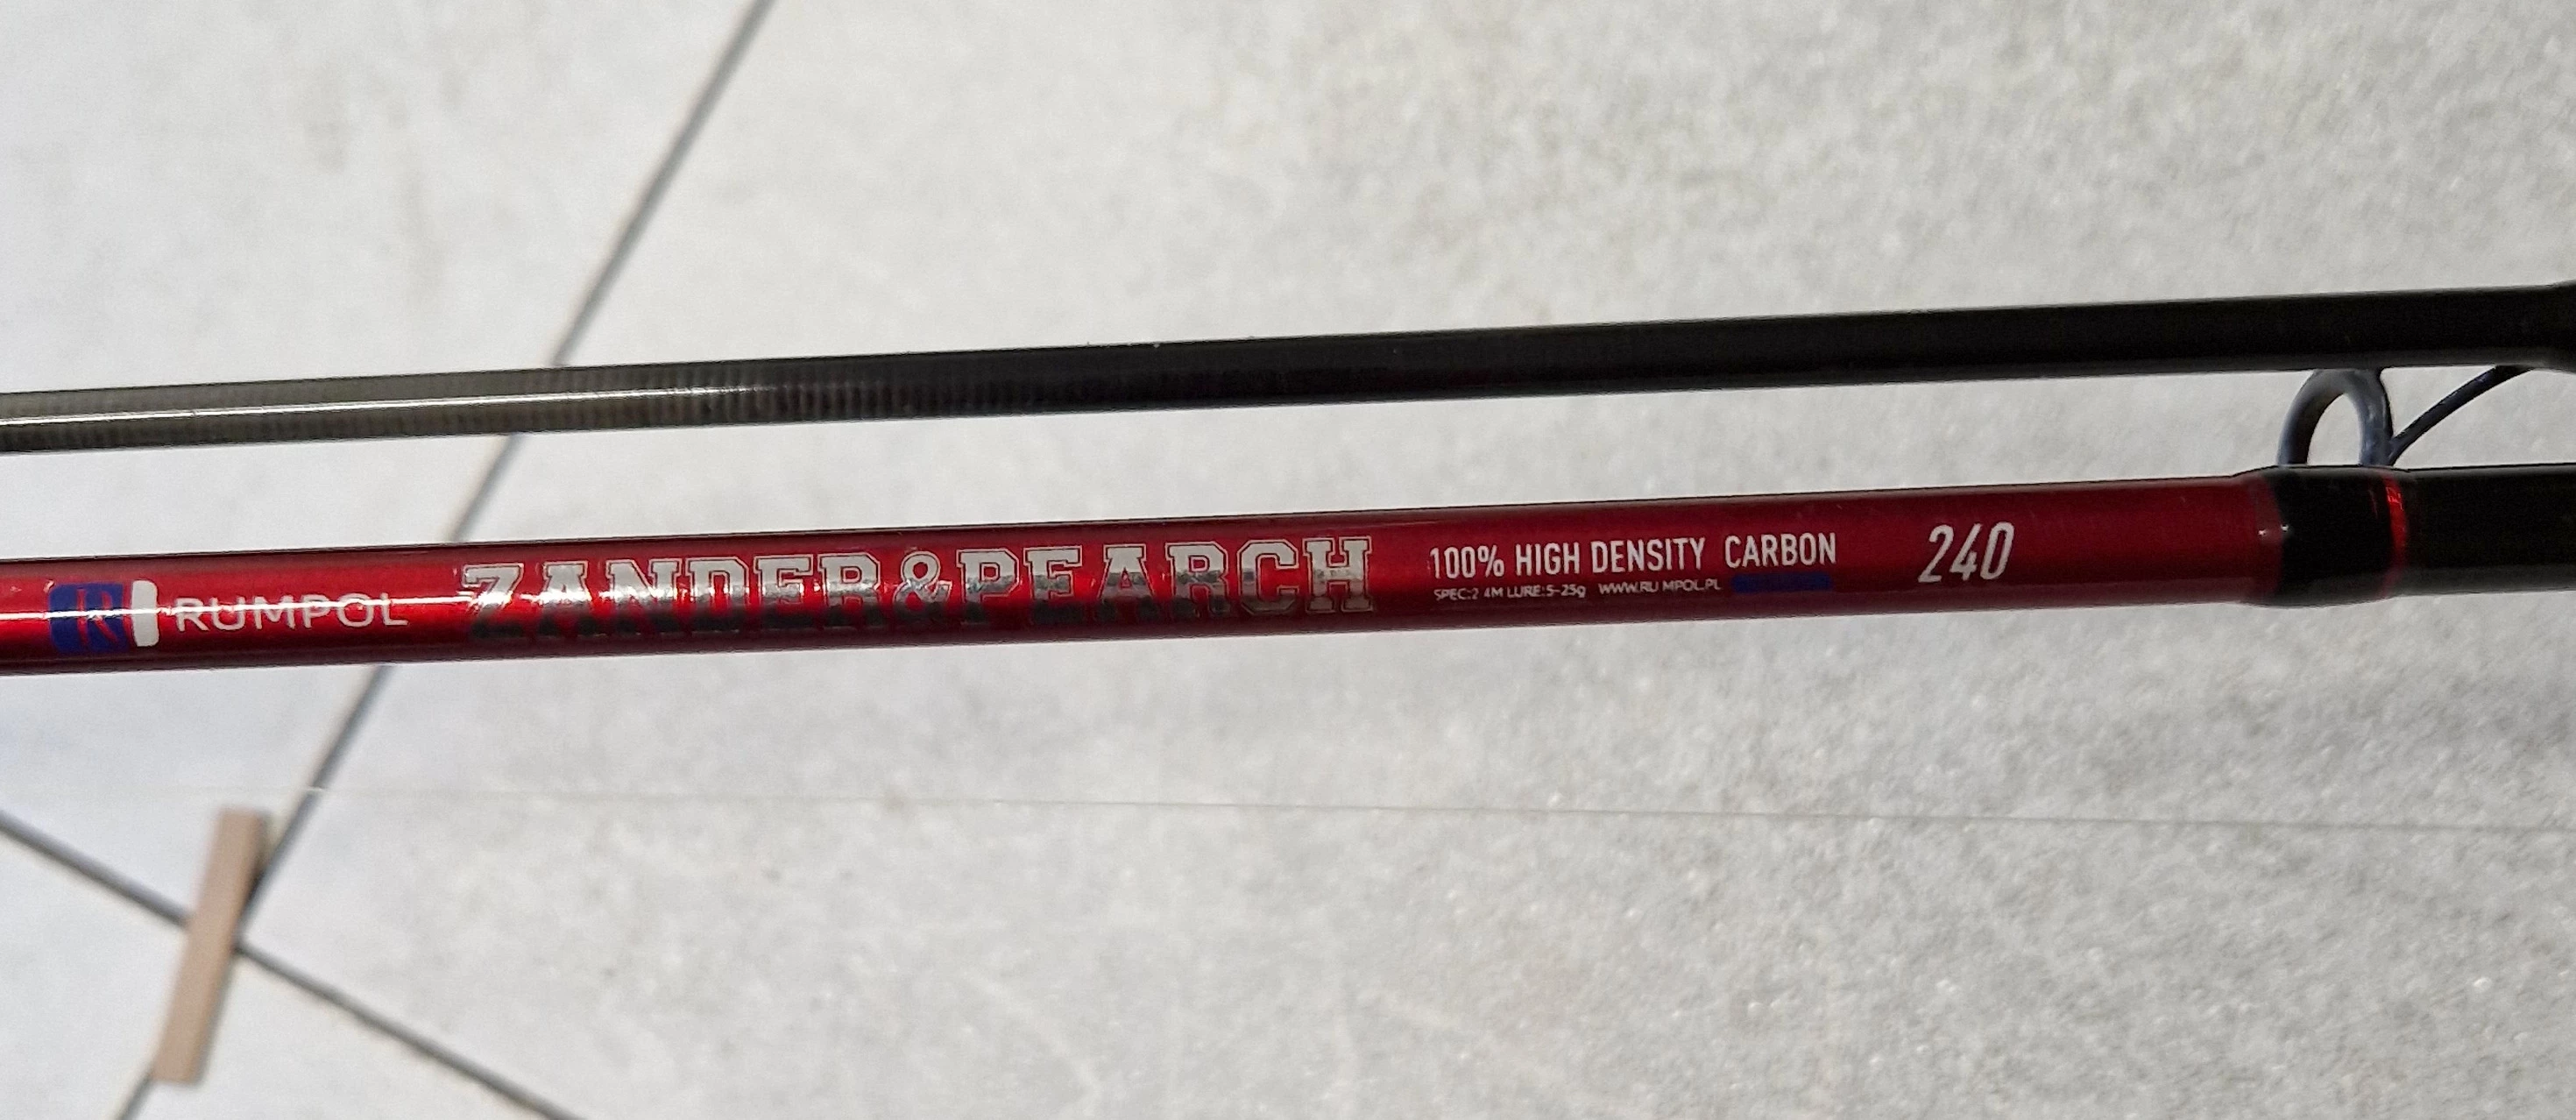 R RUMPOL
ZANDER&PEARCH
100% HIGH DENSITY CARBON
SPEC:2.4M LURE:5-25g WWW.RUMPOL.PL
240